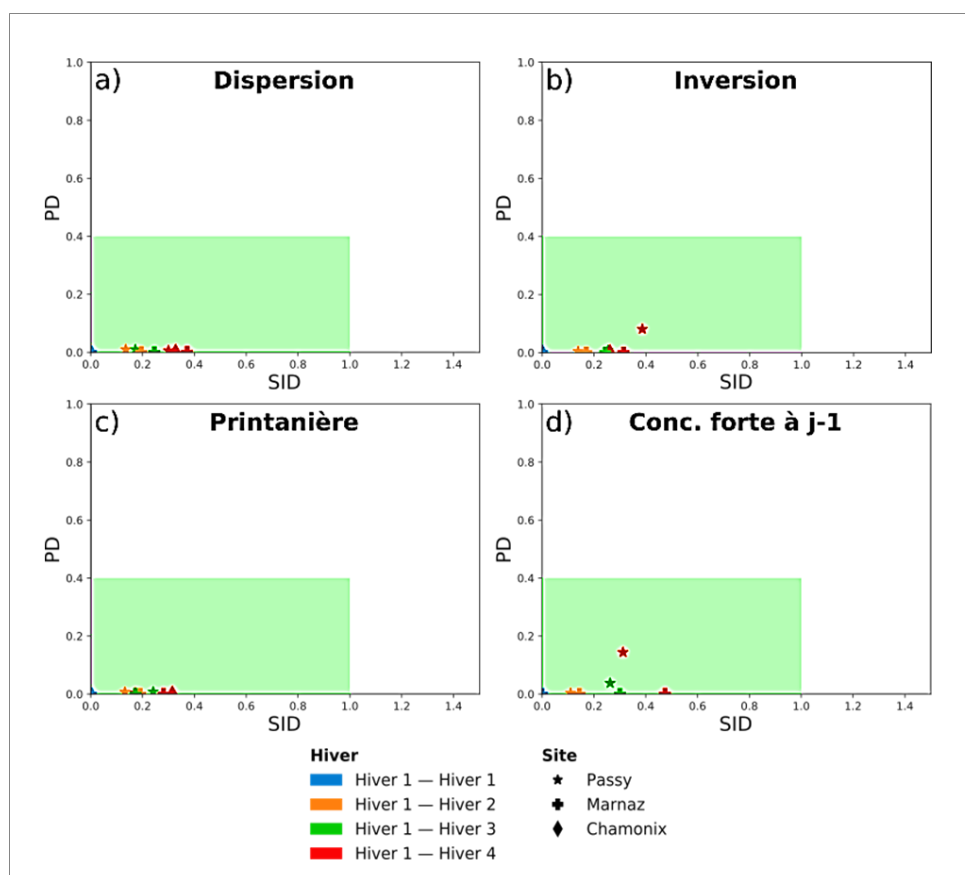 a) Dispersion
1.0
0.8
0.6
0.4
0.2
0.0
PD
0.0 0.2 0.4 0.6 0.8 1.0 1.2 1.4
SID
b) Inversion
1.0
0.8
0.6
0.4
0.2
0.0
PD
0.0 0.2 0.4 0.6 0.8 1.0 1.2 1.4
SID
c) Printanière
1.0
0.8
0.6
0.4
0.2
0.0
PD
0.0 0.2 0.4 0.6 0.8 1.0 1.2 1.4
SID
d) Conc. forte à j-1
1.0
0.8
0.6
0.4
0.2
0.0
PD
0.0 0.2 0.4 0.6 0.8 1.0 1.2 1.4
SID
Hiver
Hiver 1 — Hiver 1
Hiver 1 — Hiver 2
Hiver 1 — Hiver 3
Hiver 1 — Hiver 4
Site
Passy
Marnaz
Chamonix